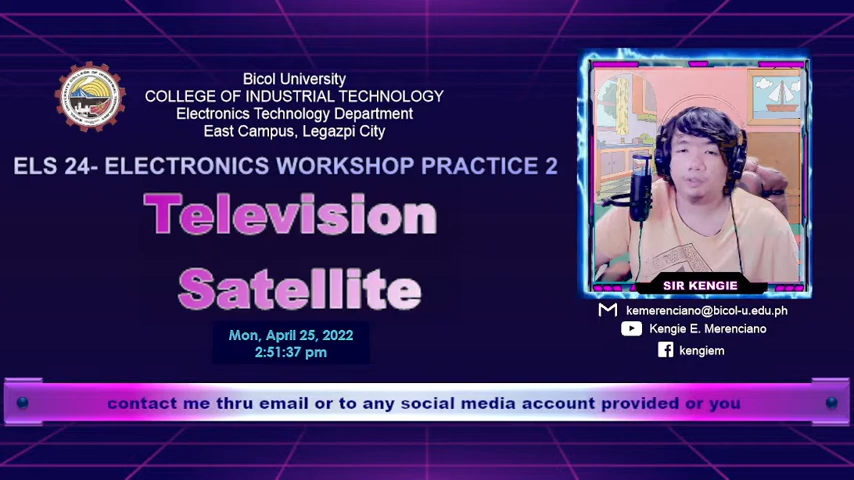 Bicol University
COLLEGE OF INDUSTRIAL TECHNOLOGY
Electronics Technology Department
East Campus, Legazpi City
ELS 24- ELECTRONICS WORKSHOP PRACTICE 2
Television
Satellite
Mon, April 25, 2022
2:51:37 pm
SIR KENGIE
kemerenciano@bicol-u.edu.ph
Kengie E. Merenciano
kengiem
contact me thru email or to any social media account provided or you